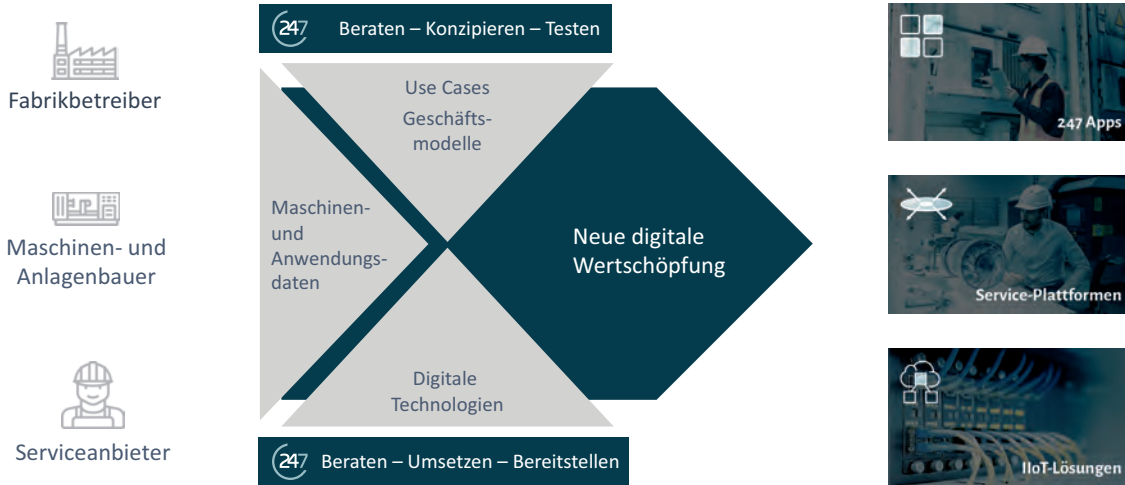 Fabrikbetreiber
Maschinen- und
Anlagenbauer
Serviceanbieter
247 Beraten – Konzipieren – Testen
Use Cases
Geschäfts-
modelle
Maschinen-
und
Anwendungs-
daten
Neue digitale
Wertschöpfung
Digitale
Technologien
247 Beraten – Umsetzen – Bereitstellen
247 Apps
Service-Plattformen
IIoT-Lösungen